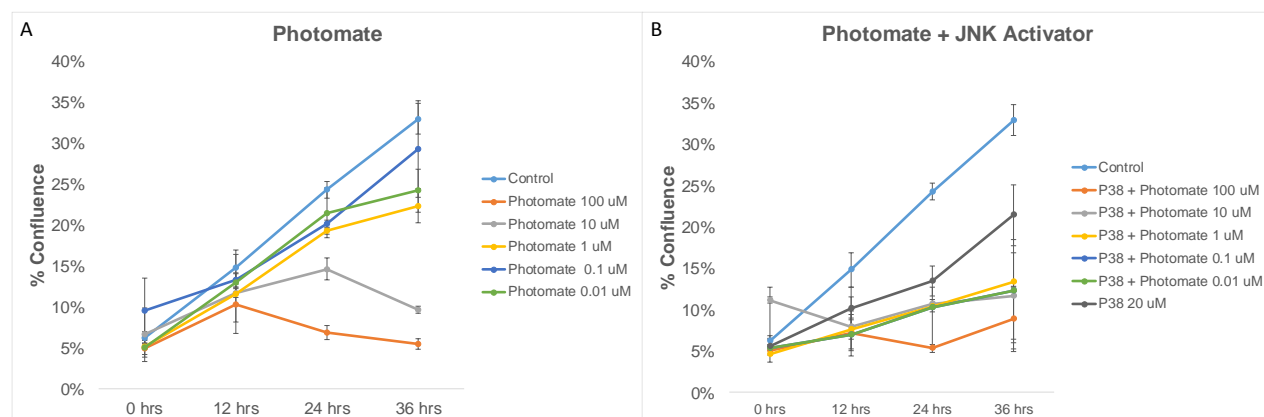 A
Photomate
40%
35%
30%
25%
20%
15%
10%
5%
0%
% Confluence
0 hrs 12 hrs 24 hrs 36 hrs
Control
Photomate 100 uM
Photomate 10 uM
Photomate 1 uM
Photomate 0.1 uM
Photomate 0.01 uM
B
Photomate + JNK Activator
40%
35%
30%
25%
20%
15%
10%
5%
0%
% Confluence
0 hrs 12 hrs 24 hrs 36 hrs
Control
P38 + Photomate 100 uM
P38 + Photomate 10 uM
P38 + Photomate 1 uM
P38 + Photomate 0.1 uM
P38 + Photomate 0.01 uM
P38 20 uM